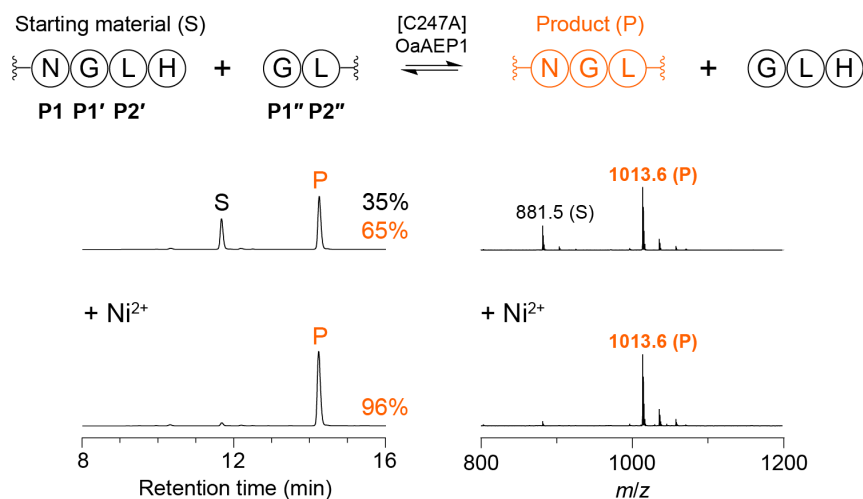 Starting material (S)
[C247A]
OaAEP1
Product (P)
N G L H + G L N G L + G L H
P1 P1′ P2′ P1″ P2″
S
P
35%
65%
881.5 (S)
1013.6 (P)
+ Ni²⁺
P
96%
+ Ni²⁺
1013.6 (P)
8 12 16
Retention time (min)
800 1000 1200
m/z